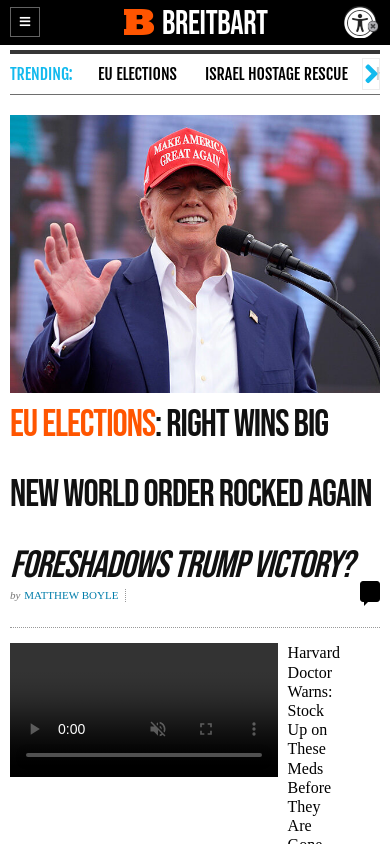 BREITBART
TRENDING: EU ELECTIONS ISRAEL HOSTAGE RESCUE
MAKE AMERICA
GREAT AGAIN
EU ELECTIONS: RIGHT WINS BIG
NEW WORLD ORDER ROCKED AGAIN
FORESHADOWS TRUMP VICTORY?
by MATTHEW BOYLE
0:00
Harvard
Doctor
Warns:
Stock
Up on
These
Meds
Before
They
Are
Gone